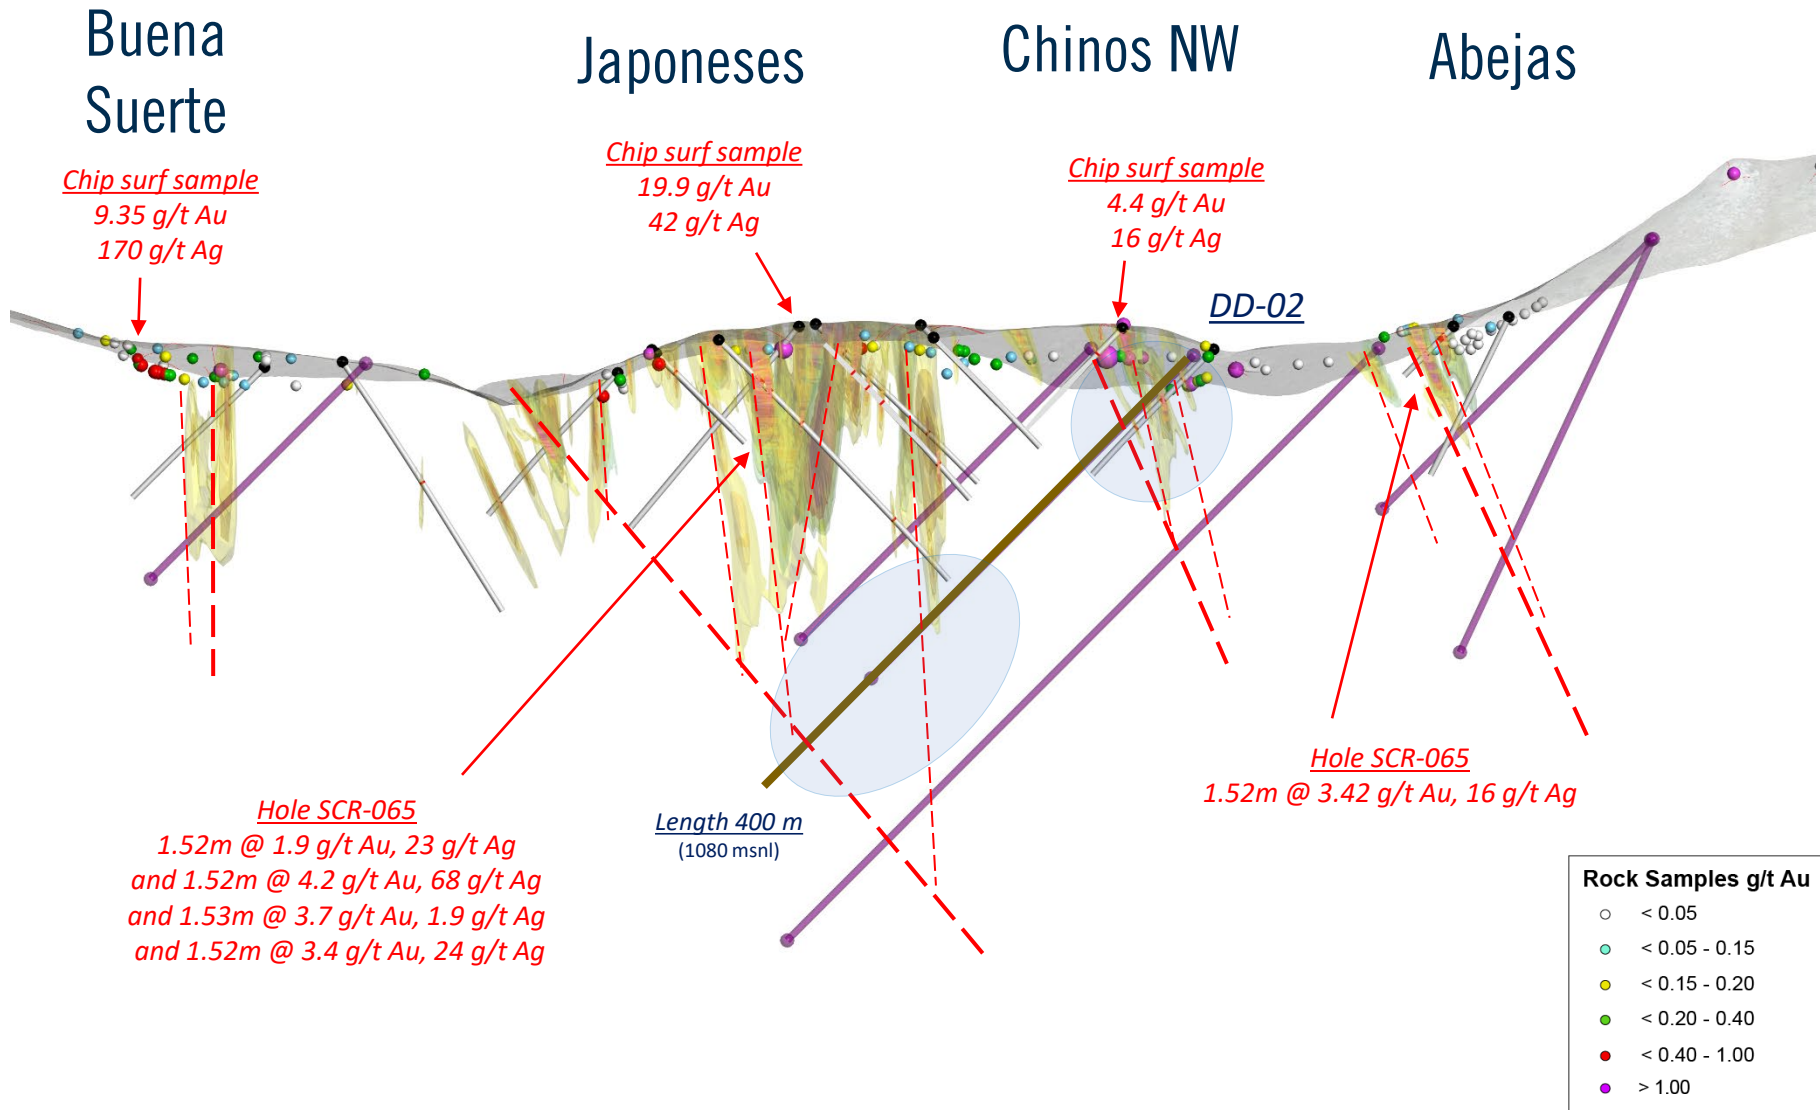 Buena
Suerte
Japoneses
Chinos NW
Abejas
Chip surf sample
9.35 g/t Au
170 g/t Ag
Chip surf sample
19.9 g/t Au
42 g/t Ag
Chip surf sample
4.4 g/t Au
16 g/t Ag
DD-02
Hole SCR-065
1.52m @ 1.9 g/t Au, 23 g/t Ag
and 1.52m @ 4.2 g/t Au, 68 g/t Ag
and 1.53m @ 3.7 g/t Au, 1.9 g/t Ag
and 1.52m @ 3.4 g/t Au, 24 g/t Ag
Length 400 m
(1080 msnl)
Hole SCR-065
1.52m @ 3.42 g/t Au, 16 g/t Ag
Rock Samples g/t Au
< 0.05
< 0.05 - 0.15
< 0.15 - 0.20
< 0.20 - 0.40
< 0.40 - 1.00
> 1.00